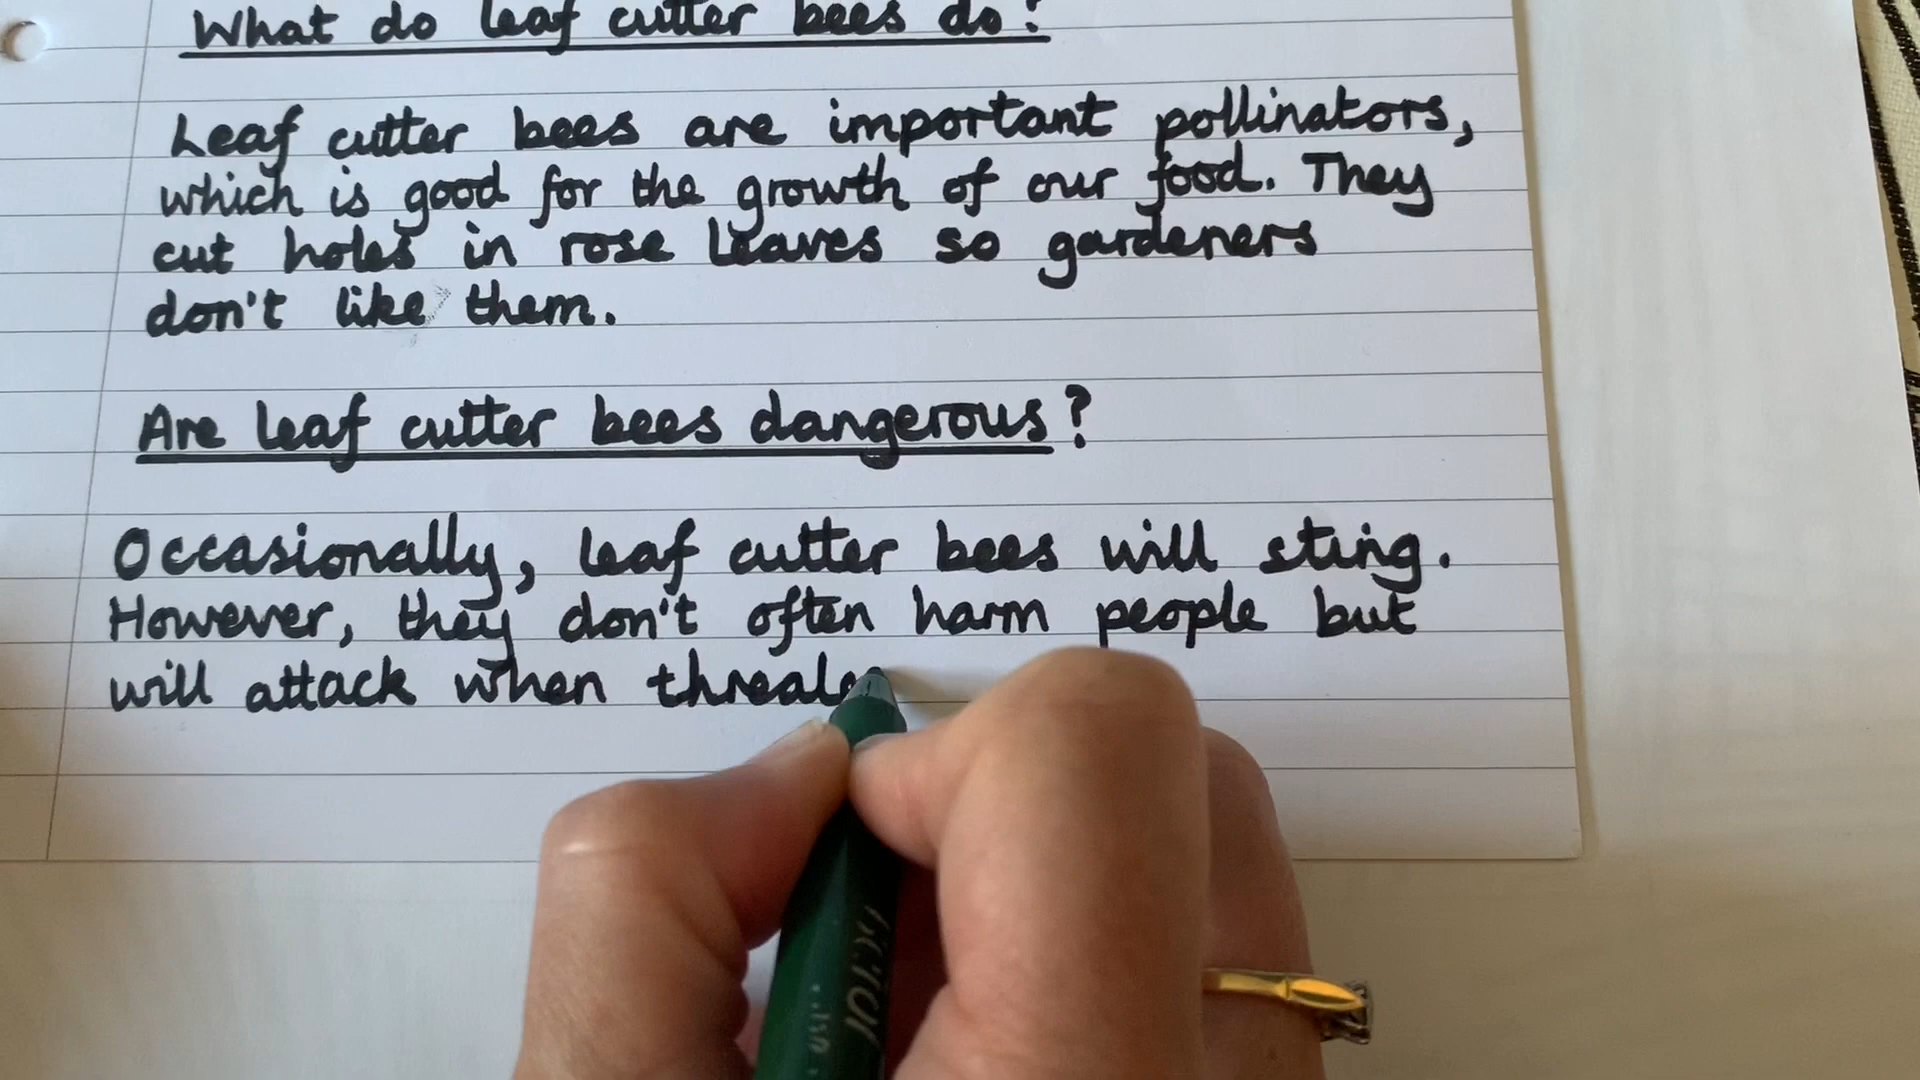 What do leaf cutter bees do?
Leaf cutter bees are important pollinators,
which is good for the growth of our food. They
cut holes in rose leaves so gardeners
don't like them.
Are leaf cutter bees dangerous?
Occasionally, leaf cutter bees will sting.
However, they don't often harm people but
will attack when